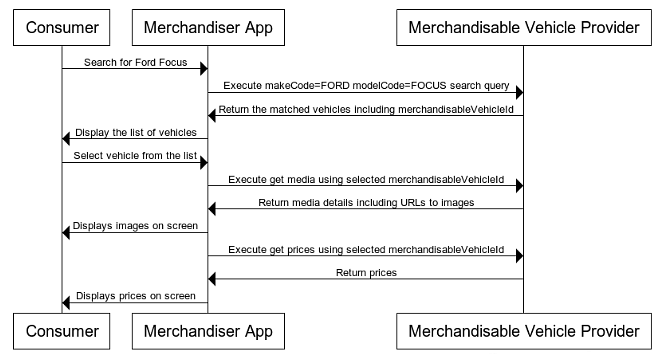 Consumer
Merchandiser App
Merchandisable Vehicle Provider
Search for Ford Focus
Execute makeCode=FORD modelCode=FOCUS search query
Return the matched vehicles including merchandisableVehicleId
Display the list of vehicles
Select vehicle from the list
Execute get media using selected merchandisableVehicleId
Return media details including URLs to images
Displays images on screen
Execute get prices using selected merchandisableVehicleId
Return prices
Displays prices on screen
Consumer
Merchandiser App
Merchandisable Vehicle Provider